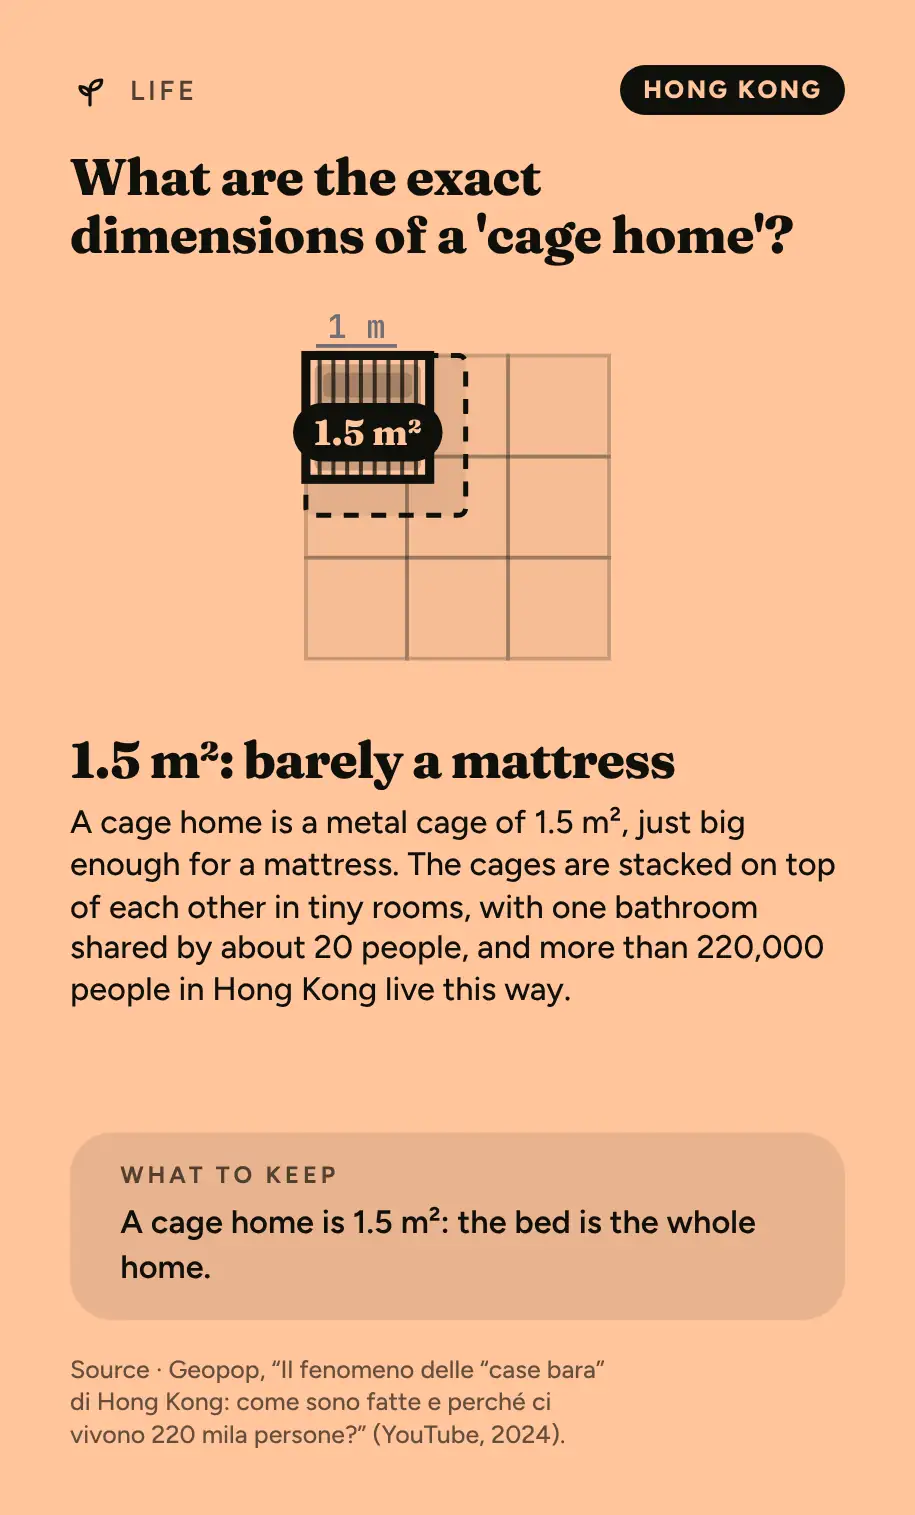 LIFE
HONG KONG
What are the exact
dimensions of a 'cage home'?
1 m
1.5 m²
1.5 m²: barely a mattress
A cage home is a metal cage of 1.5 m², just big
enough for a mattress. The cages are stacked on top
of each other in tiny rooms, with one bathroom
shared by about 20 people, and more than 220,000
people in Hong Kong live this way.
WHAT TO KEEP
A cage home is 1.5 m²: the bed is the whole
home.
Source · Geopop, “Il fenomeno delle “case bara”
di Hong Kong: come sono fatte e perché ci
vivono 220 mila persone?” (YouTube, 2024).